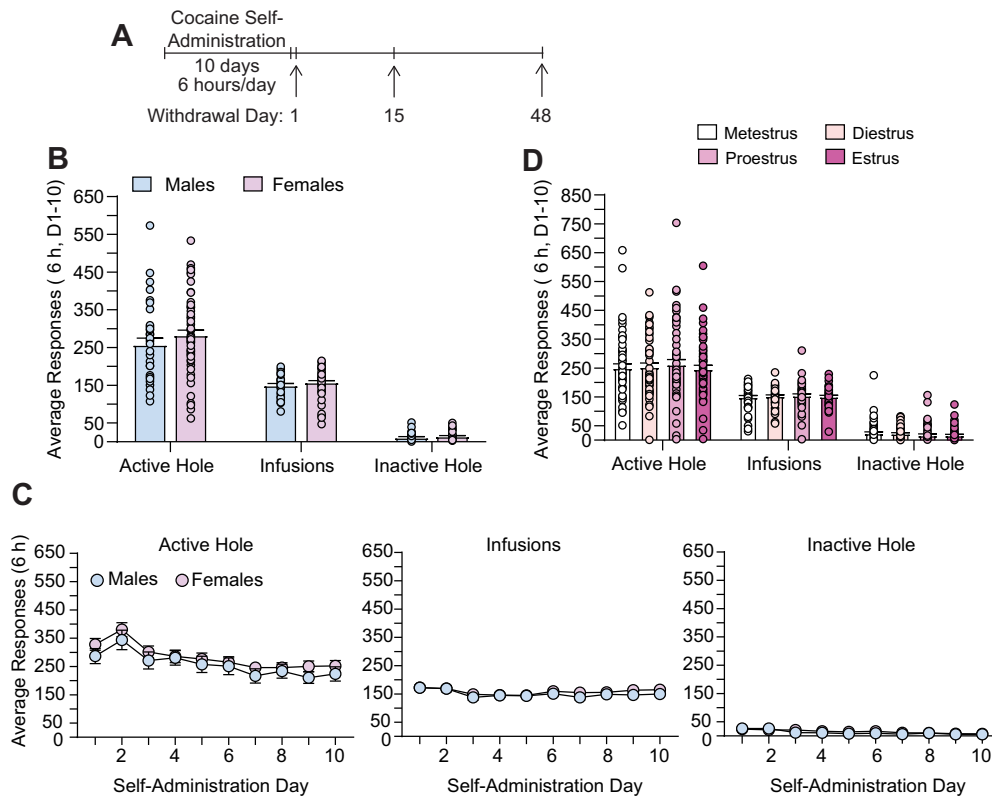 A
Cocaine Self-
Administration
10 days
6 hours/day
Withdrawal Day: 1 15 48
B
Males Females
Average Responses ( 6 h, D1-10)
650
550
450
350
250
150
50
0
Active Hole Infusions Inactive Hole
D
Metestrus Diestrus
Proestrus Estrus
Average Responses ( 6 h, D1-10)
850
750
650
550
450
350
250
150
50
0
Active Hole Infusions Inactive Hole
C
Average Responses (6 h)
Active Hole
Males Females
650
550
450
350
250
150
50
0
2 4 6 8 10
Self-Administration Day
Infusions
650
550
450
350
250
150
50
0
2 4 6 8 10
Self-Administration Day
Inactive Hole
650
550
450
350
250
150
50
0
2 4 6 8 10
Self-Administration Day